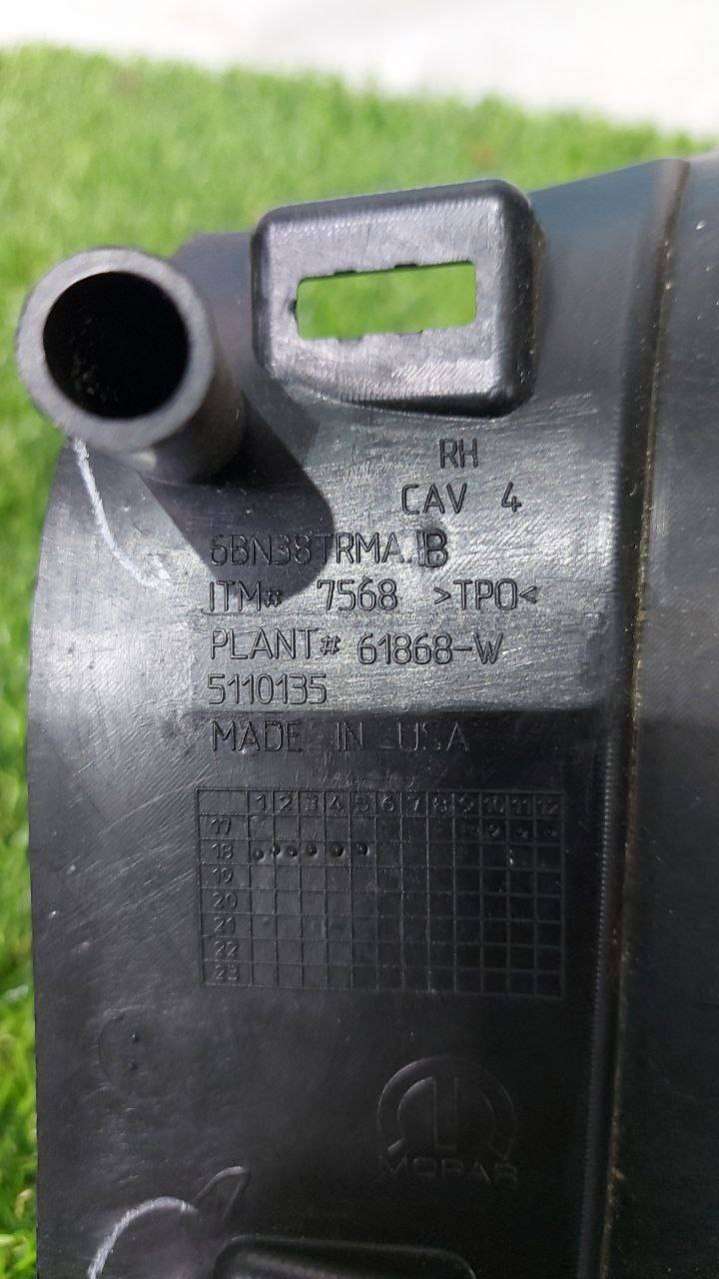 RH
CAV 4
6BN38TRMAB
ITM# 7568 >TPO<
PLANT# 61868-W
5110135
MADE IN USA
1 2 3 4 5 6 7 8 9 10 11 12
17
18
19
20
21
22
23
MOPAR